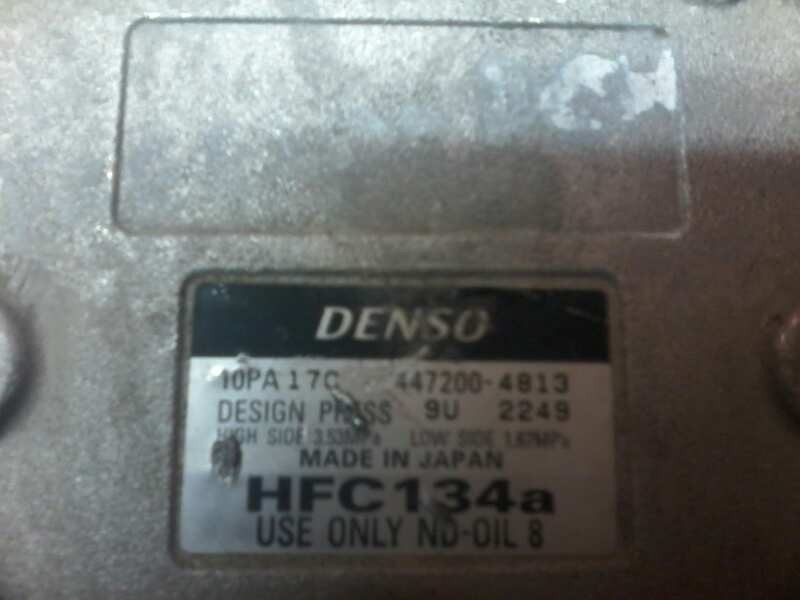 DENSO
10PA17C 447200-4813
DESIGN PRESS 9U 2249
HIGH SIDE 3.53MPa LOW SIDE 1.67MPa
MADE IN JAPAN
HFC134a
USE ONLY ND-OIL 8